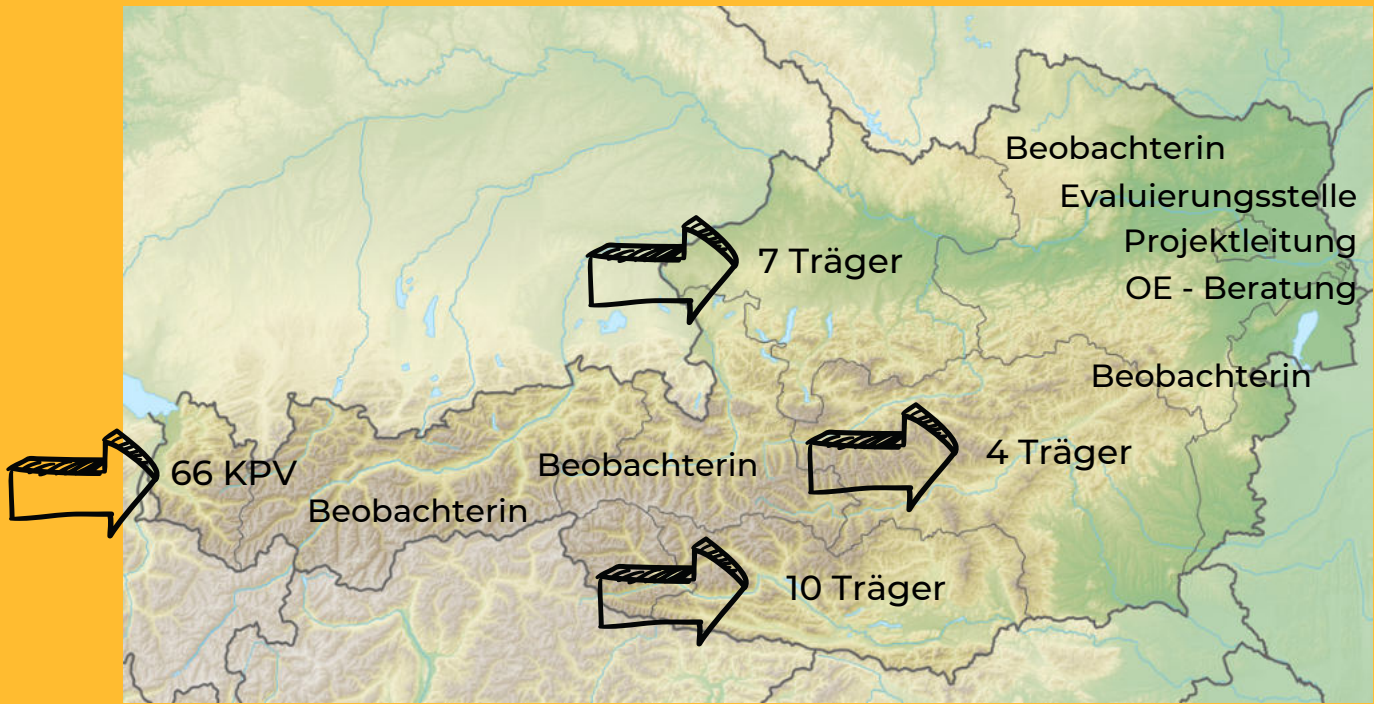 Beobachterin
Evaluierungsstelle
Projektleitung
7 Träger
OE - Beratung
Beobachterin
4 Träger
Beobachterin
66 KPV
Beobachterin
10 Träger